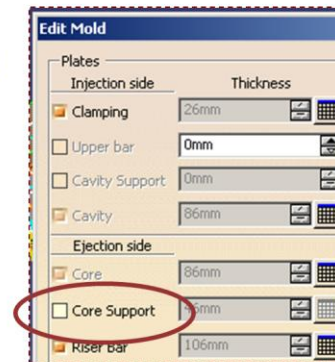 Edit Mold
Plates
Injection side Thickness
Clamping 26mm
Upper bar 0mm
Cavity Support 0mm
Cavity 86mm
Ejection side
Core 86mm
Core Support 46mm
Riser Bar 106mm